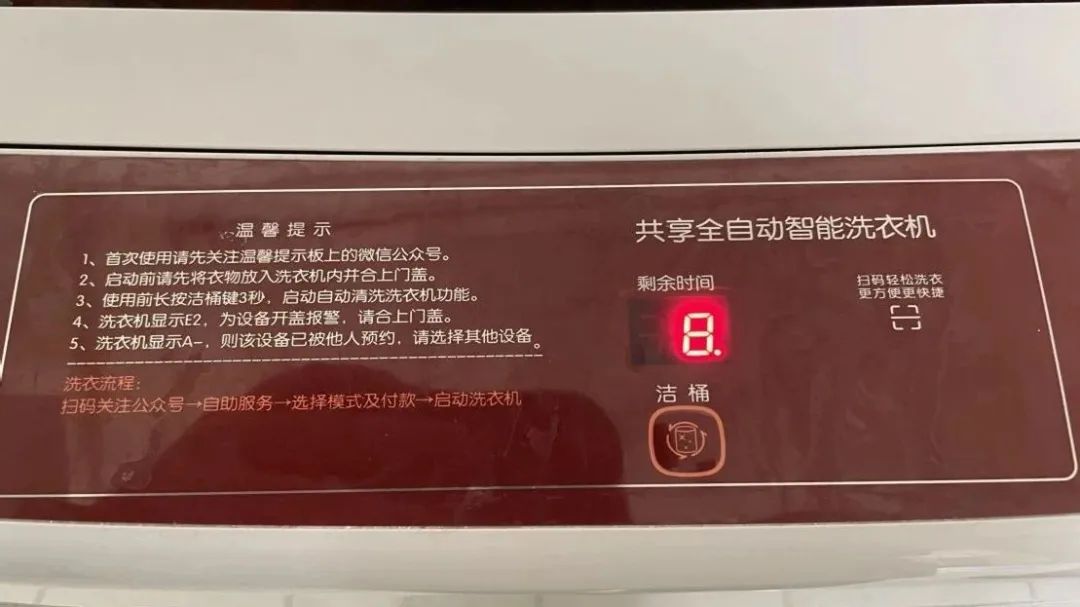 温馨提示
1、首次使用请先关注温馨提示板上的微信公众号。
2、启动前请先将衣物放入洗衣机内并合上门盖。
3、使用前长按洁桶键3秒，启动自动清洗洗衣机功能。
4、洗衣机显示E2，为设备开盖报警，请合上门盖。
5、洗衣机显示A-，则该设备已被他人预约，请选择其他设备。
洗衣流程：
扫码关注公众号→自助服务→选择模式及付款→启动洗衣机
共享全自动智能洗衣机
剩余时间
8.
洁桶
扫码轻松洗衣
更方便更快捷